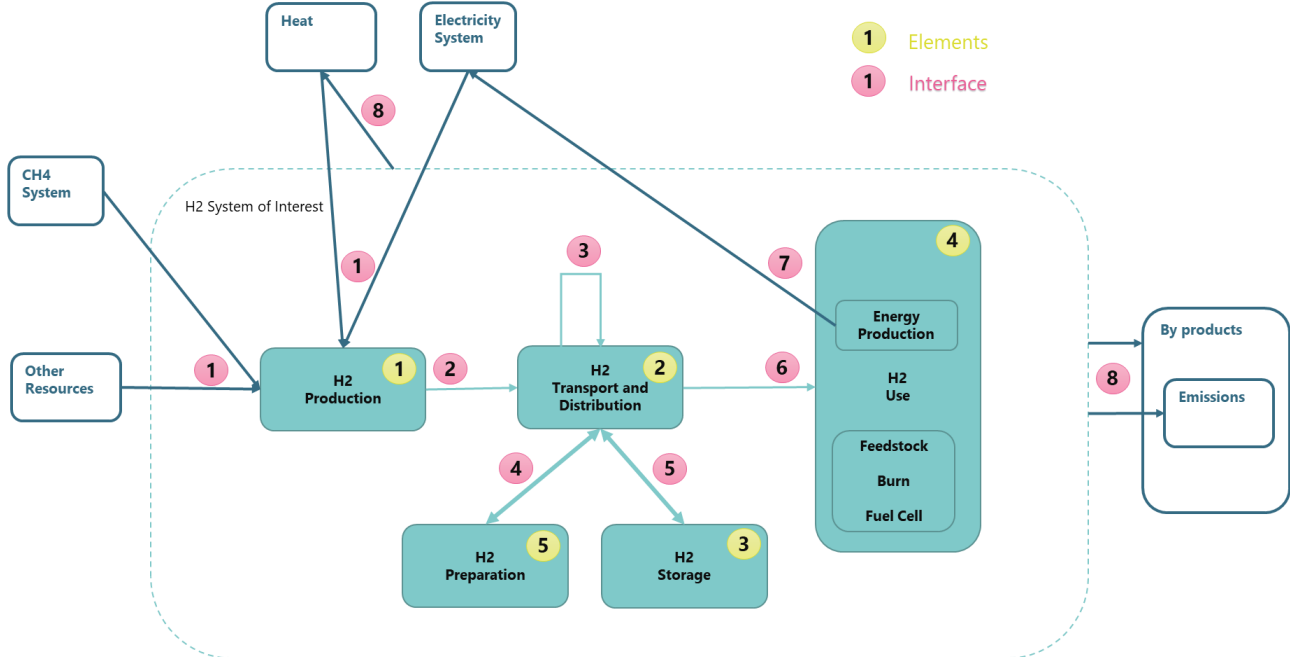 Heat
Electricity
System
1 Elements
1 Interface
8
CH4
System
H2 System of Interest
1
3
7
4
Energy
Production
By products
Other
Resources
1
H2
Production
1
2
H2
Transport and
Distribution
2
6
H2
Use
8
Emissions
4
5
Feedstock
Burn
Fuel Cell
H2
Preparation
5
H2
Storage
3